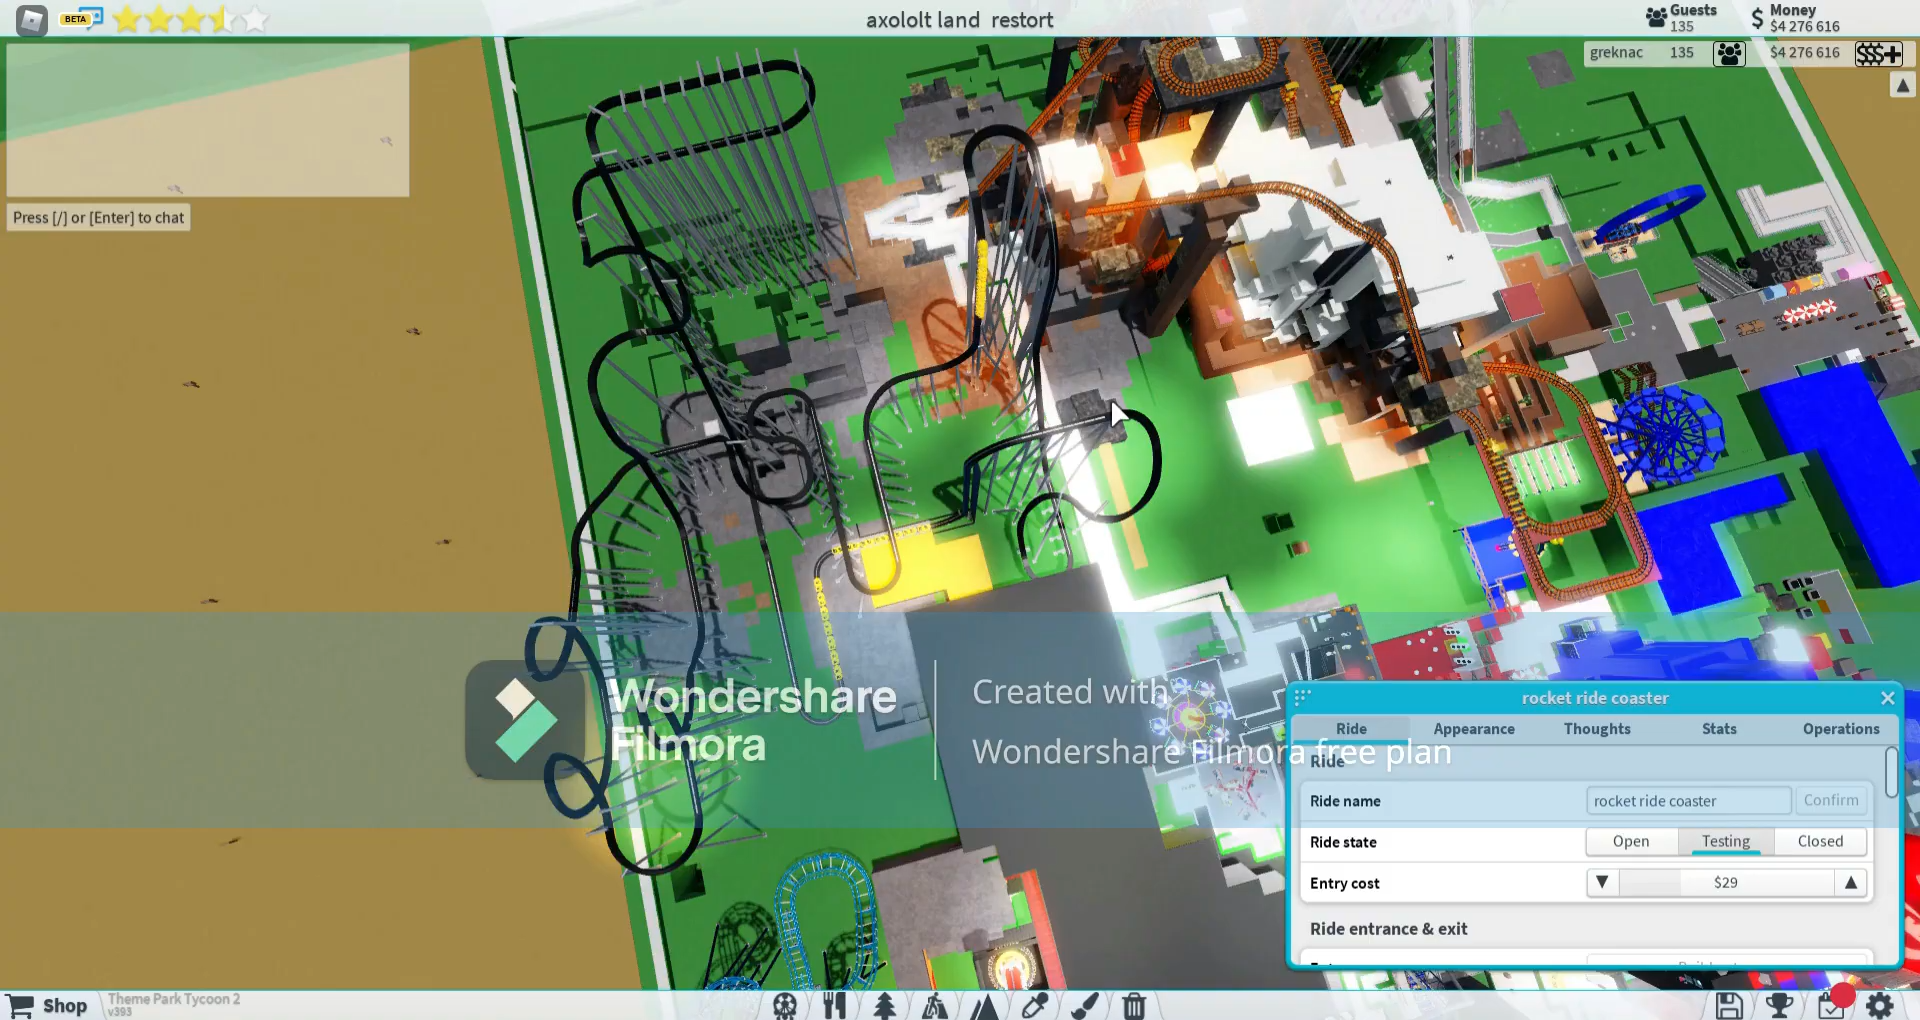 BETA
axololt land restort
Guests
135
Money
$4 276 616
greknac 135 $4 276 616
Press [/] or [Enter] to chat
Wondershare
Filmora
Created with
Wondershare Filmora free plan
rocket ride coaster
Ride Appearance Thoughts Stats Operations
Ride
Ride name rocket ride coaster Confirm
Ride state Open Testing Closed
Entry cost $29
Ride entrance & exit
Shop
Theme Park Tycoon 2
v393